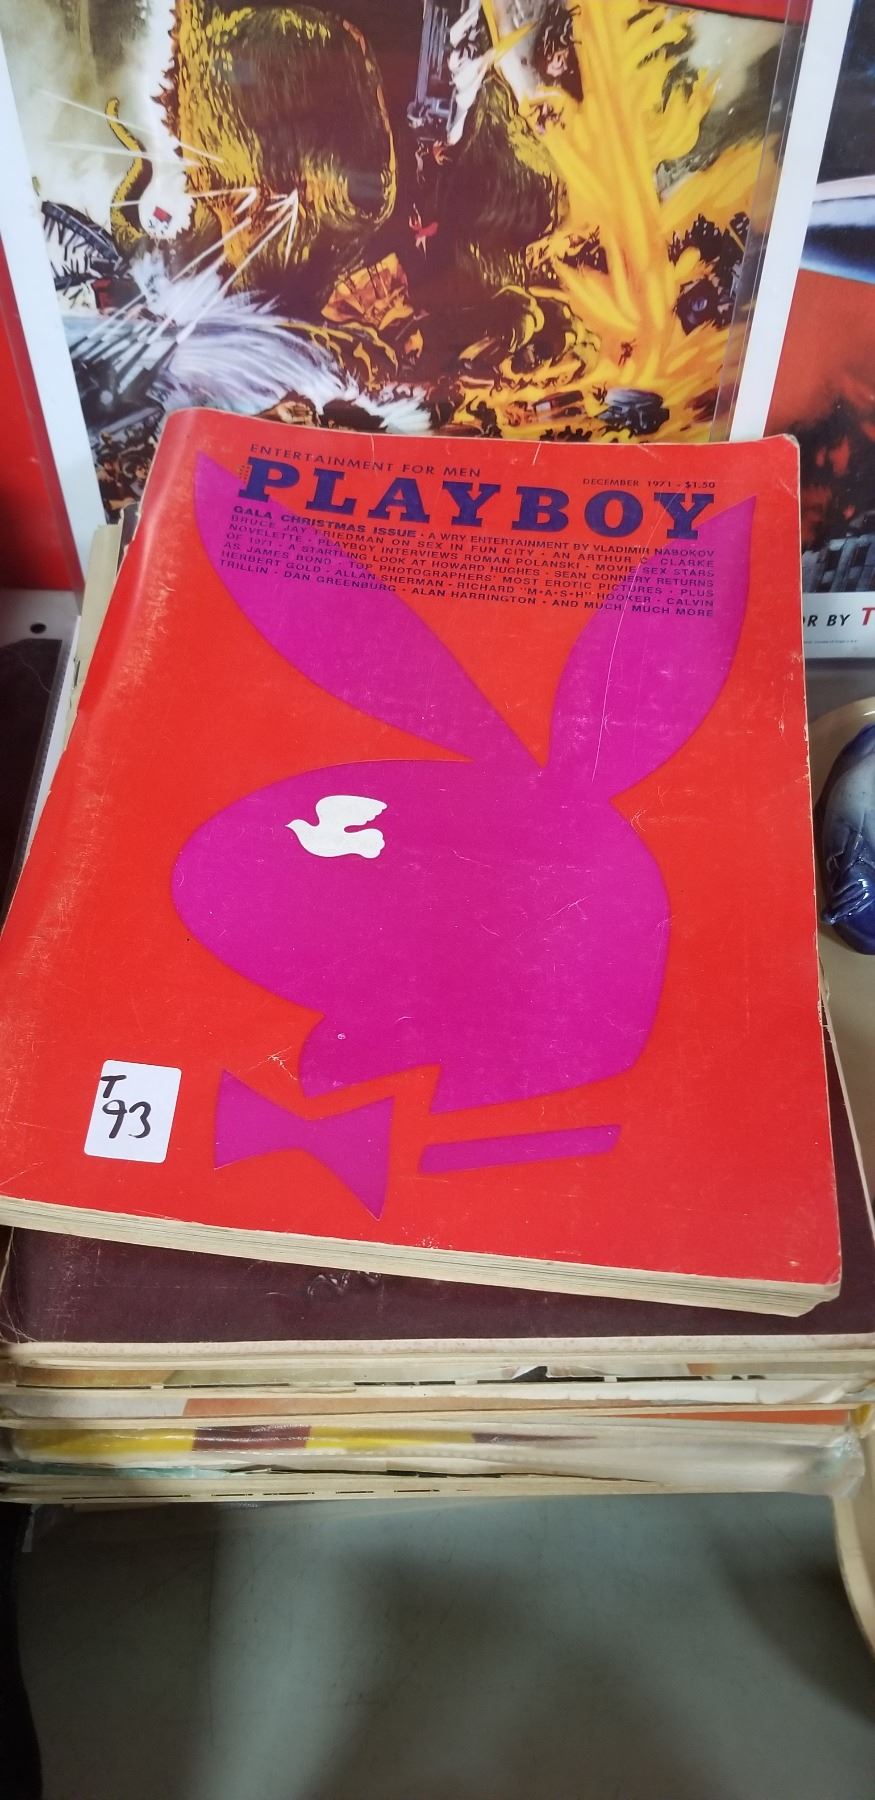 ENTERTAINMENT FOR MEN
PLAYBOY
DECEMBER 1971 • $1.50
GALA CHRISTMAS ISSUE • A WRY ENTERTAINMENT BY VLADIMIR NABOKOV
BRUCE JAY FRIEDMAN ON SEX IN FUN CITY • AN ARTHUR C. CLARKE
NOVELETTE • PLAYBOY INTERVIEWS ROMAN POLANSKI • MOVIE SEX STARS
OF 1971 • A STARTLING LOOK AT HOWARD HUGHES • SEAN CONNERY RETURNS
AS JAMES BOND • TOP PHOTOGRAPHERS' MOST EROTIC PICTURES • PLUS
HERBERT GOLD • ALLAN SHERMAN • RICHARD "M•A•S•H" HOOKER • CALVIN
TRILLIN • DAN GREENBURG • ALAN HARRINGTON • AND MUCH, MUCH MORE
T
93
OR BY T